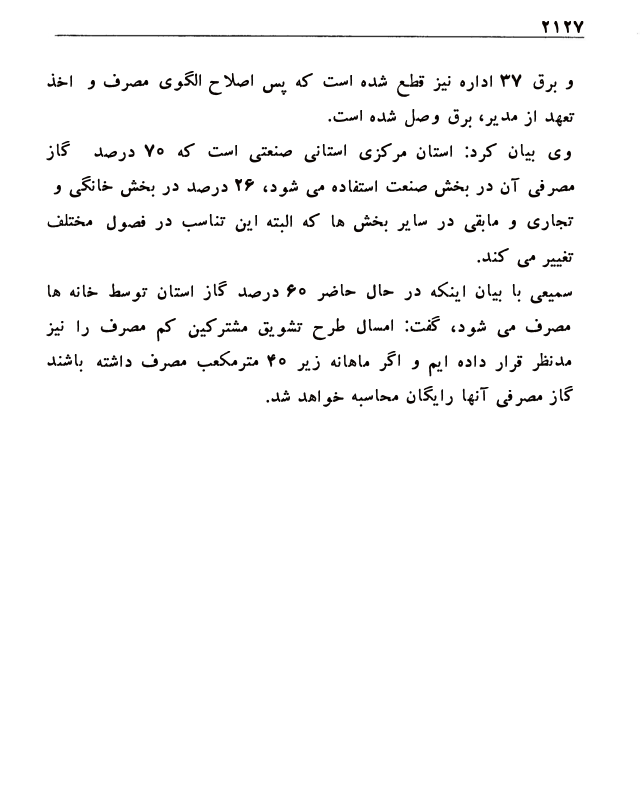 ۲۱۲۷
و برق ۳۷ اداره نیز قطع شده است که پس اصلاح الگوی مصرف و اخذ
تعهد از مدیر، برق وصل شده است.
وی بیان کرد: استان مرکزی استانی صنعتی است که ۷۰ درصد گاز
مصرفی آن در بخش صنعت استفاده می شود، ۲۶ درصد در بخش خانگی و
تجاری و مابقی در سایر بخش ها که البته این تناسب در فصول مختلف
تغییر می کند.
سمیعی با بیان اینکه در حال حاضر ۶۰ درصد گاز استان توسط خانه ها
مصرف می شود، گفت: امسال طرح تشویق مشترکین کم مصرف را نیز
مدنظر قرار داده ایم و اگر ماهانه زیر ۴۰ مترمکعب مصرف داشته باشند
گاز مصرفی آنها رایگان محاسبه خواهد شد.